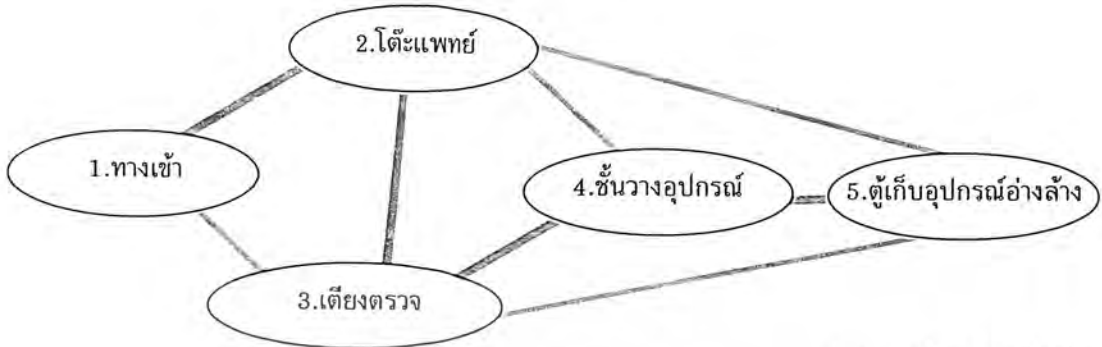 2.โต๊ะแพทย์
1.ทางเข้า
4.ชั้นวางอุปกรณ์
5.ตู้เก็บอุปกรณ์อ่างล้าง
3.เตียงตรวจ